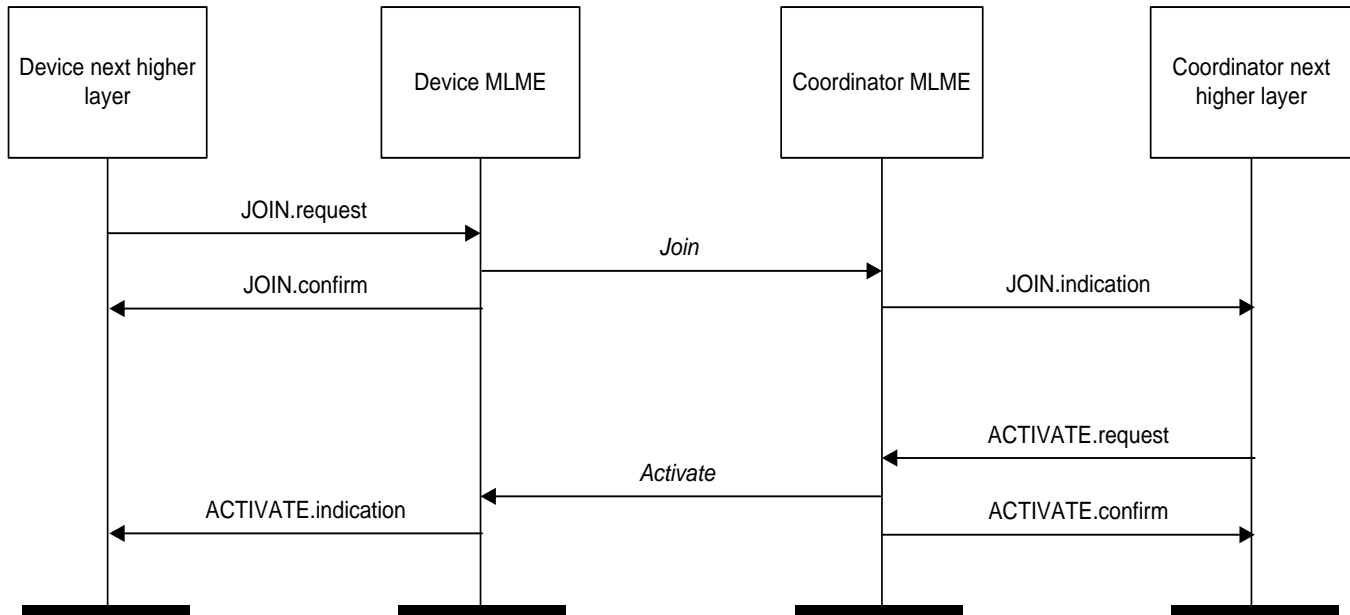 Device next higher
layer
Device MLME
Coordinator MLME
Coordinator next
higher layer
JOIN.request
Join
JOIN.confirm
JOIN.indication
ACTIVATE.request
Activate
ACTIVATE.indication
ACTIVATE.confirm